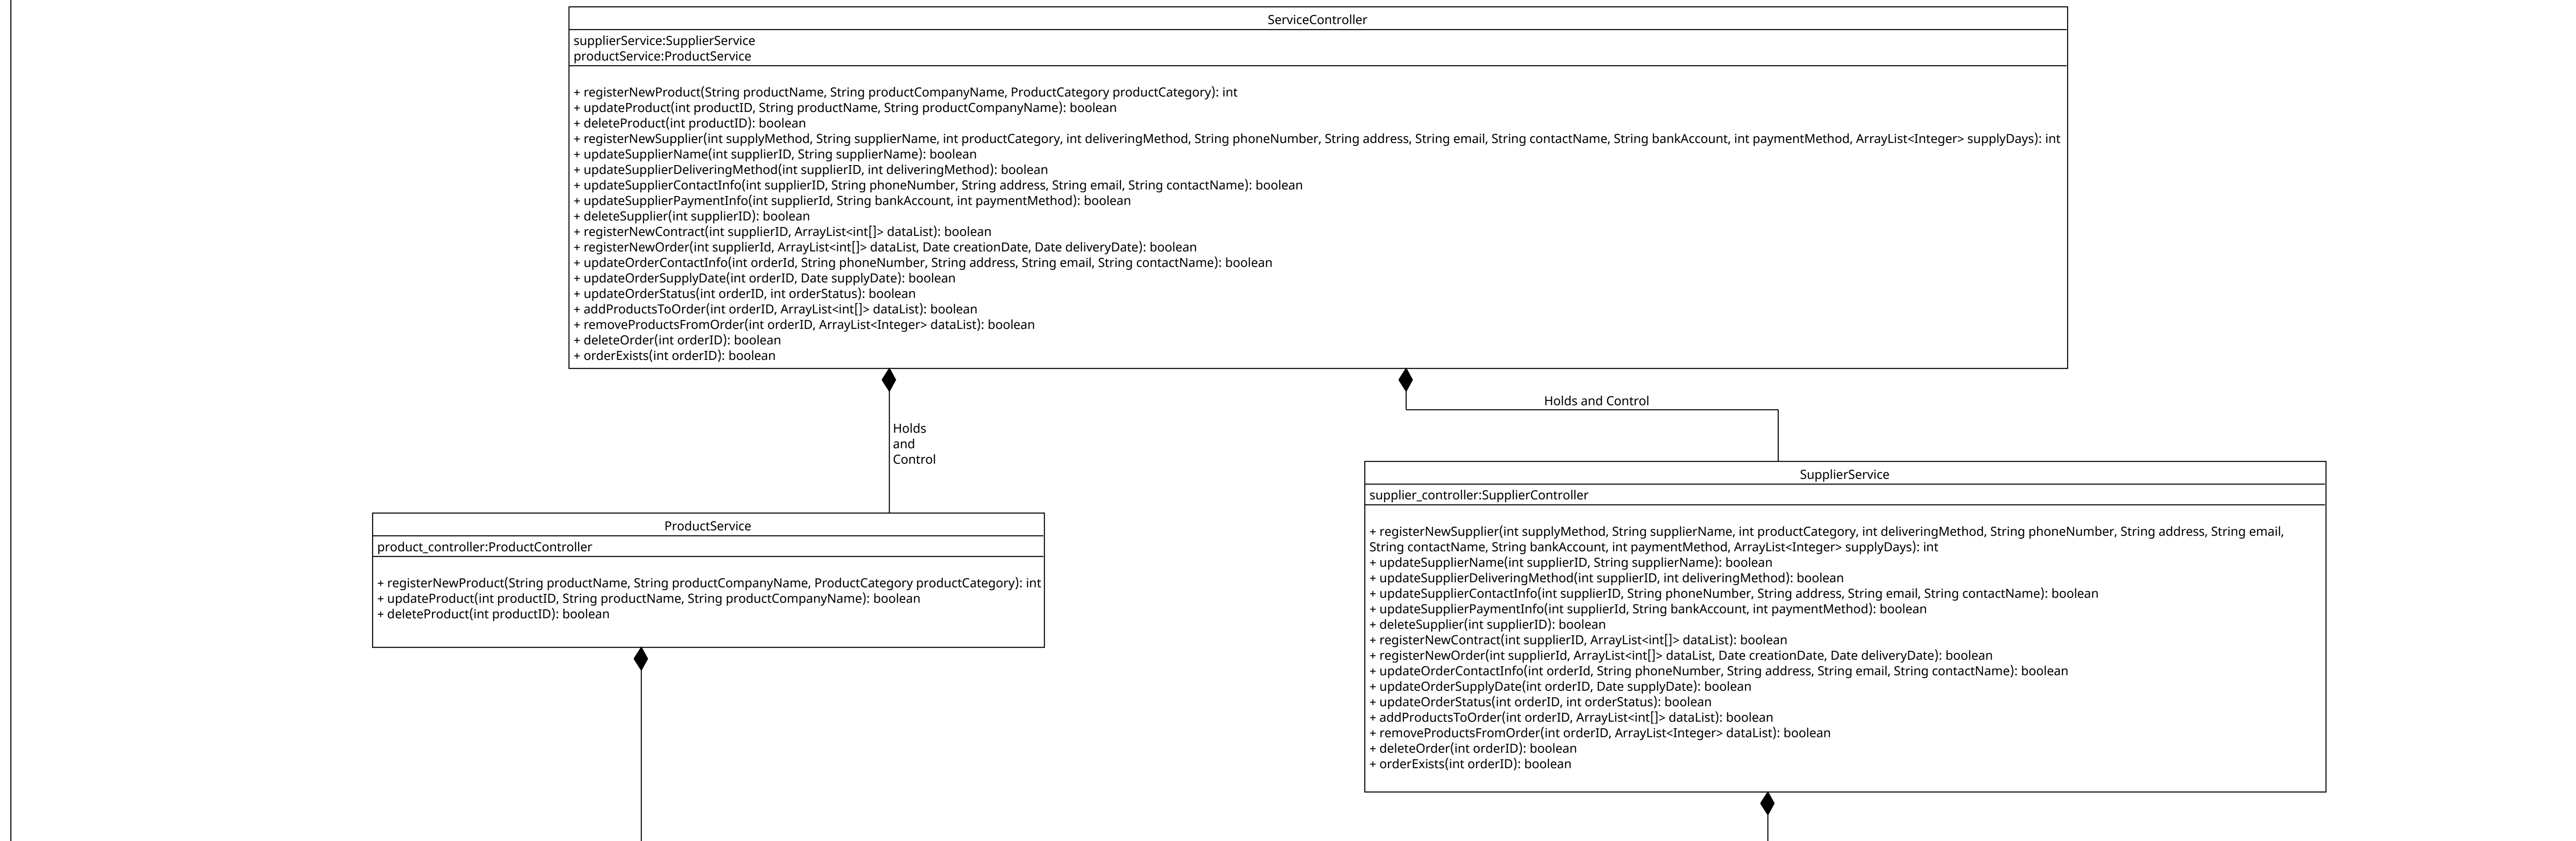 ServiceController
supplierService:SupplierService
productService:ProductService
+ registerNewProduct(String productName, String productCompanyName, ProductCategory productCategory): int
+ updateProduct(int productID, String productName, String productCompanyName): boolean
+ deleteProduct(int productID): boolean
+ registerNewSupplier(int supplyMethod, String supplierName, int productCategory, int deliveringMethod, String phoneNumber, String address, String email, String contactName, String bankAccount, int paymentMethod, ArrayList<Integer> supplyDays): int
+ updateSupplierName(int supplierID, String supplierName): boolean
+ updateSupplierDeliveringMethod(int supplierID, int deliveringMethod): boolean
+ updateSupplierContactInfo(int supplierID, String phoneNumber, String address, String email, String contactName): boolean
+ updateSupplierPaymentInfo(int supplierId, String bankAccount, int paymentMethod): boolean
+ deleteSupplier(int supplierID): boolean
+ registerNewContract(int supplierID, ArrayList<int[]> dataList): boolean
+ registerNewOrder(int supplierId, ArrayList<int[]> dataList, Date creationDate, Date deliveryDate): boolean
+ updateOrderContactInfo(int orderId, String phoneNumber, String address, String email, String contactName): boolean
+ updateOrderSupplyDate(int orderID, Date supplyDate): boolean
+ updateOrderStatus(int orderID, int orderStatus): boolean
+ addProductsToOrder(int orderID, ArrayList<int[]> dataList): boolean
+ removeProductsFromOrder(int orderID, ArrayList<Integer> dataList): boolean
+ deleteOrder(int orderID): boolean
+ orderExists(int orderID): boolean
Holds
and
Control
Holds and Control
ProductService
product_controller:ProductController
+ registerNewProduct(String productName, String productCompanyName, ProductCategory productCategory): int
+ updateProduct(int productID, String productName, String productCompanyName): boolean
+ deleteProduct(int productID): boolean
SupplierService
supplier_controller:SupplierController
+ registerNewSupplier(int supplyMethod, String supplierName, int productCategory, int deliveringMethod, String phoneNumber, String address, String email,
String contactName, String bankAccount, int paymentMethod, ArrayList<Integer> supplyDays): int
+ updateSupplierName(int supplierID, String supplierName): boolean
+ updateSupplierDeliveringMethod(int supplierID, int deliveringMethod): boolean
+ updateSupplierContactInfo(int supplierID, String phoneNumber, String address, String email, String contactName): boolean
+ updateSupplierPaymentInfo(int supplierId, String bankAccount, int paymentMethod): boolean
+ deleteSupplier(int supplierID): boolean
+ registerNewContract(int supplierID, ArrayList<int[]> dataList): boolean
+ registerNewOrder(int supplierId, ArrayList<int[]> dataList, Date creationDate, Date deliveryDate): boolean
+ updateOrderContactInfo(int orderId, String phoneNumber, String address, String email, String contactName): boolean
+ updateOrderSupplyDate(int orderID, Date supplyDate): boolean
+ updateOrderStatus(int orderID, int orderStatus): boolean
+ addProductsToOrder(int orderID, ArrayList<int[]> dataList): boolean
+ removeProductsFromOrder(int orderID, ArrayList<Integer> dataList): boolean
+ deleteOrder(int orderID): boolean
+ orderExists(int orderID): boolean